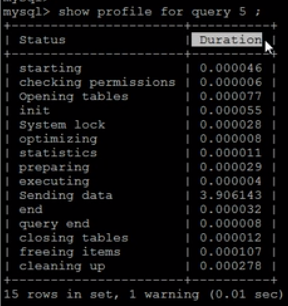 mysql> show profile for query 5 ;
+----------------------+----------+
| Status               | Duration |
+----------------------+----------+
| starting             | 0.000046 |
| checking permissions | 0.000006 |
| Opening tables       | 0.000077 |
| init                 | 0.000055 |
| System lock          | 0.000028 |
| optimizing           | 0.000008 |
| statistics           | 0.000011 |
| preparing            | 0.000029 |
| executing            | 0.000004 |
| Sending data         | 3.906143 |
| end                  | 0.000032 |
| query end            | 0.000008 |
| closing tables       | 0.000012 |
| freeing items        | 0.000107 |
| cleaning up          | 0.000278 |
+----------------------+----------+
15 rows in set, 1 warning (0.01 sec)